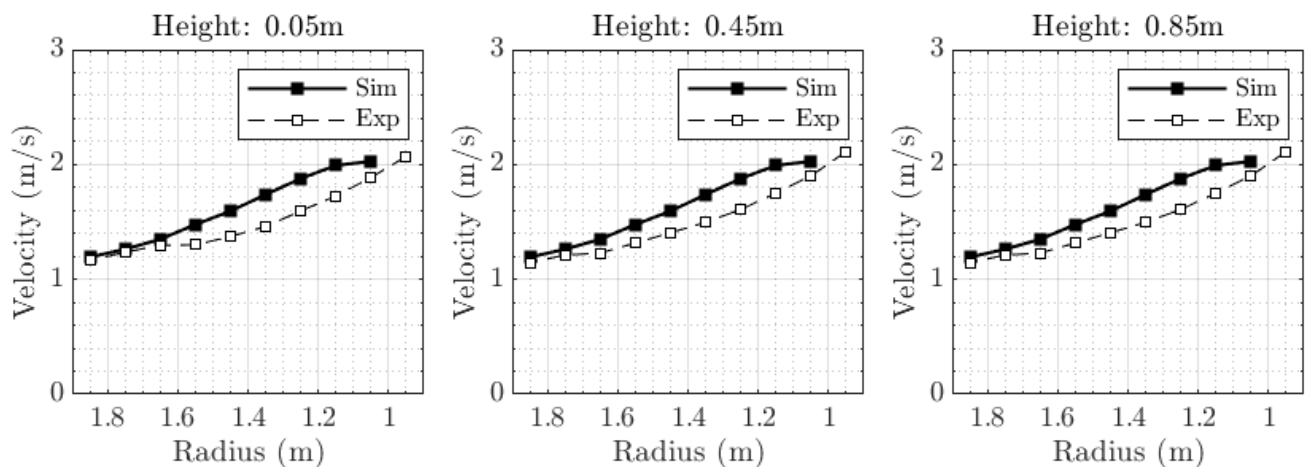 Height: 0.05m
3
2
1
0
Velocity (m/s)
Sim
Exp
1.8 1.6 1.4 1.2 1
Radius (m)
Height: 0.45m
3
2
1
0
Velocity (m/s)
Sim
Exp
1.8 1.6 1.4 1.2 1
Radius (m)
Height: 0.85m
3
2
1
0
Velocity (m/s)
Sim
Exp
1.8 1.6 1.4 1.2 1
Radius (m)